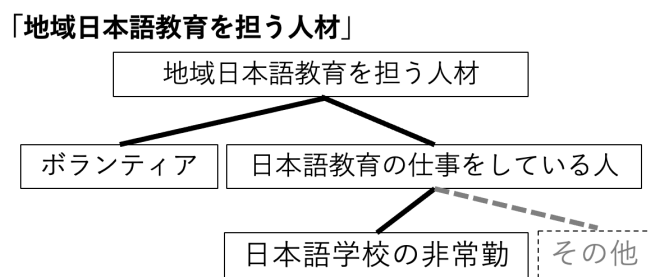 「地域日本語教育を担う人材」
地域日本語教育を担う人材
ボランティア
日本語教育の仕事をしている人
日本語学校の非常勤
その他